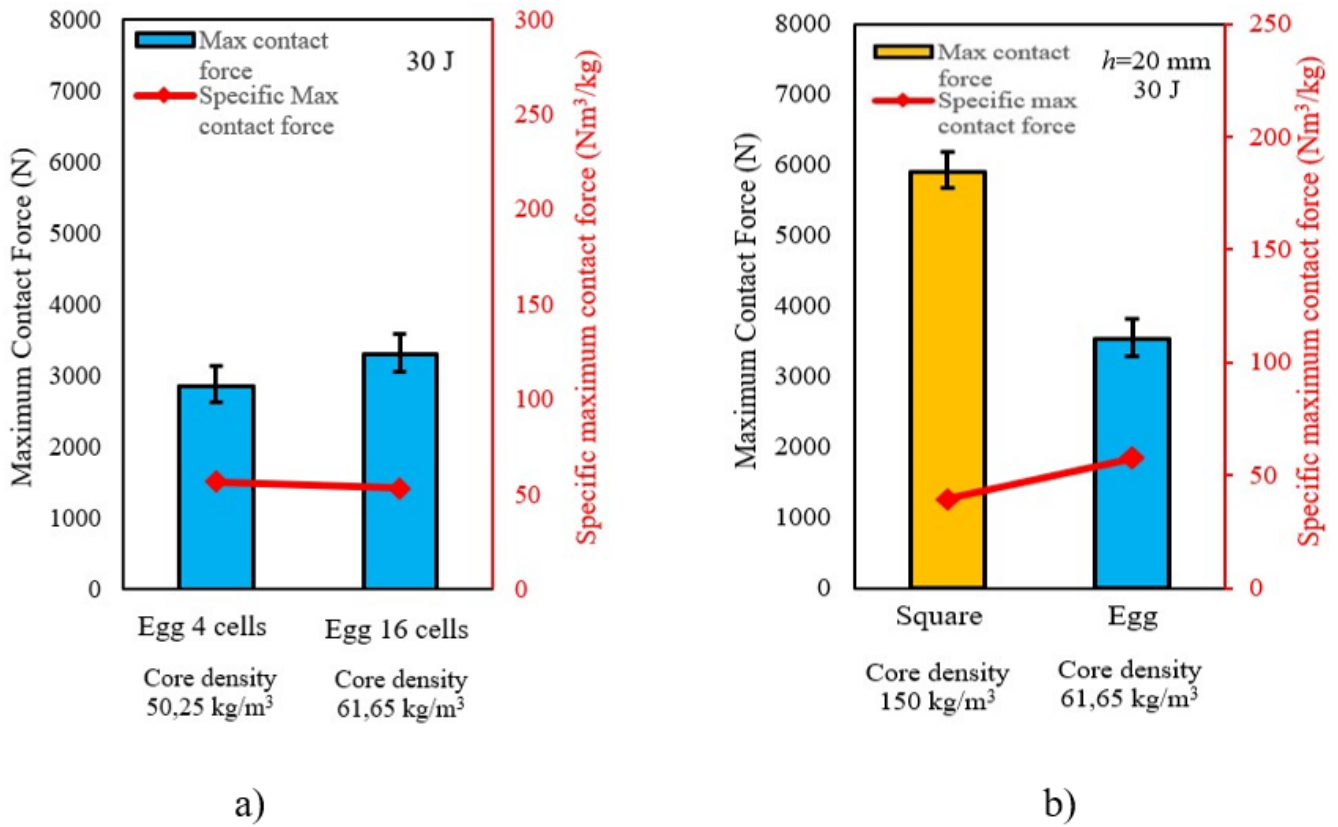 Maximum Contact Force (N)
8000
7000
6000
5000
4000
3000
2000
1000
0
Max contact
force
Specific Max
contact force
30 J
300
250
200
150
100
50
0
Specific maximum contact force (Nm³/kg)
Egg 4 cells
Egg 16 cells
Core density
50,25 kg/m³
Core density
61,65 kg/m³
a)
Maximum Contact Force (N)
8000
7000
6000
5000
4000
3000
2000
1000
0
Max contact
force
Specific max
contact force
h=20 mm
30 J
250
200
150
100
50
0
Specific maximum contact force (Nm³/kg)
Square
Egg
Core density
150 kg/m³
Core density
61,65 kg/m³
b)